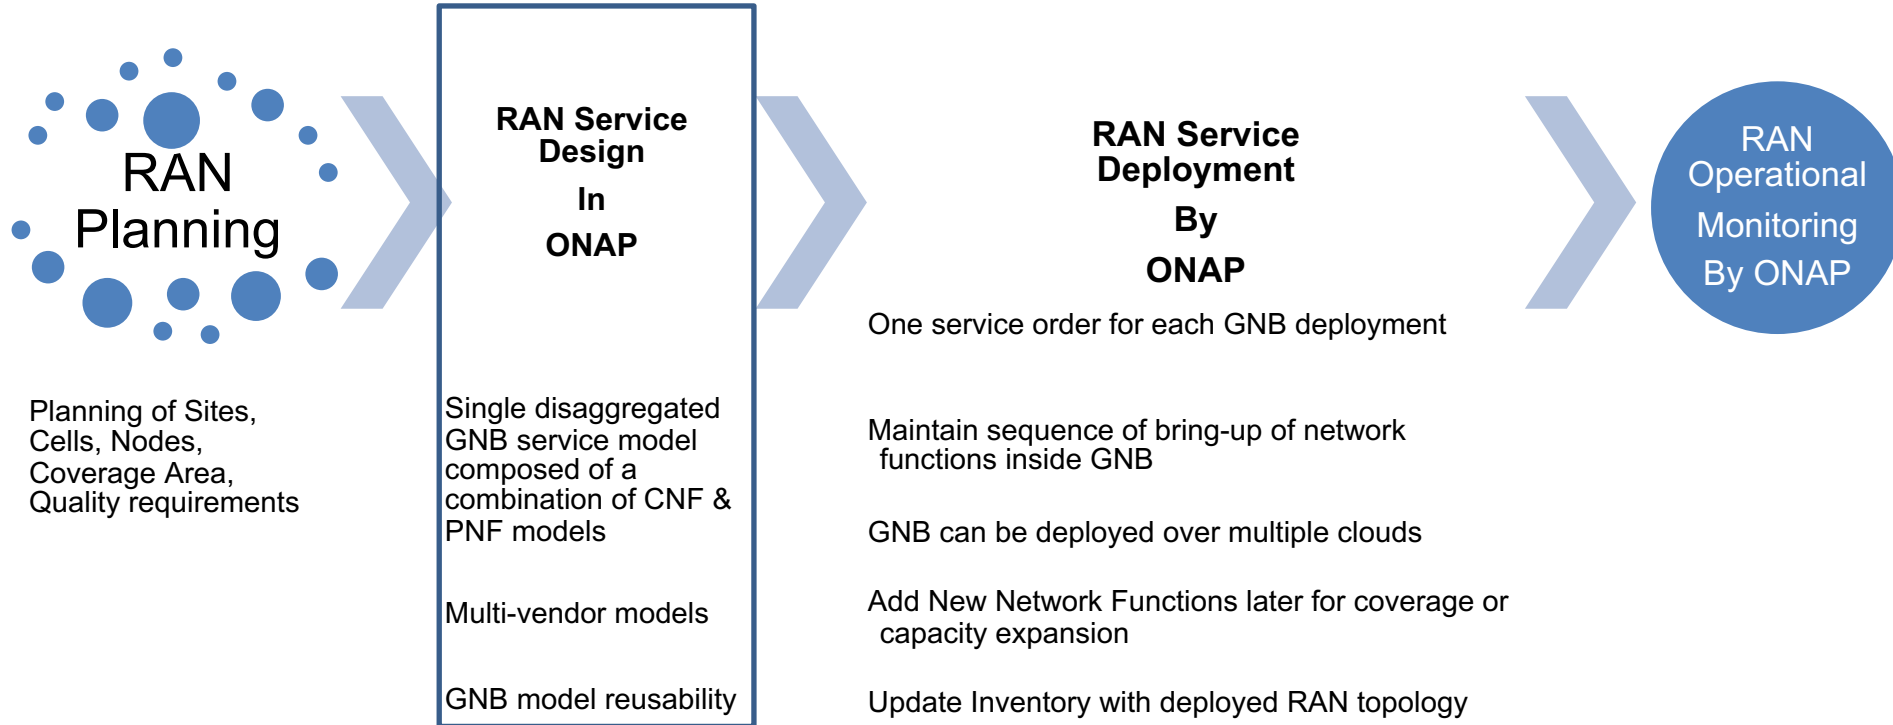 RAN
Planning
Planning of Sites,
Cells, Nodes,
Coverage Area,
Quality requirements
RAN Service
Design
In
ONAP
Single disaggregated
GNB service model
composed of a
combination of CNF &
PNF models
Multi-vendor models
GNB model reusability
RAN Service
Deployment
By
ONAP
One service order for each GNB deployment
Maintain sequence of bring-up of network
functions inside GNB
GNB can be deployed over multiple clouds
Add New Network Functions later for coverage or
capacity expansion
Update Inventory with deployed RAN topology
RAN
Operational
Monitoring
By ONAP